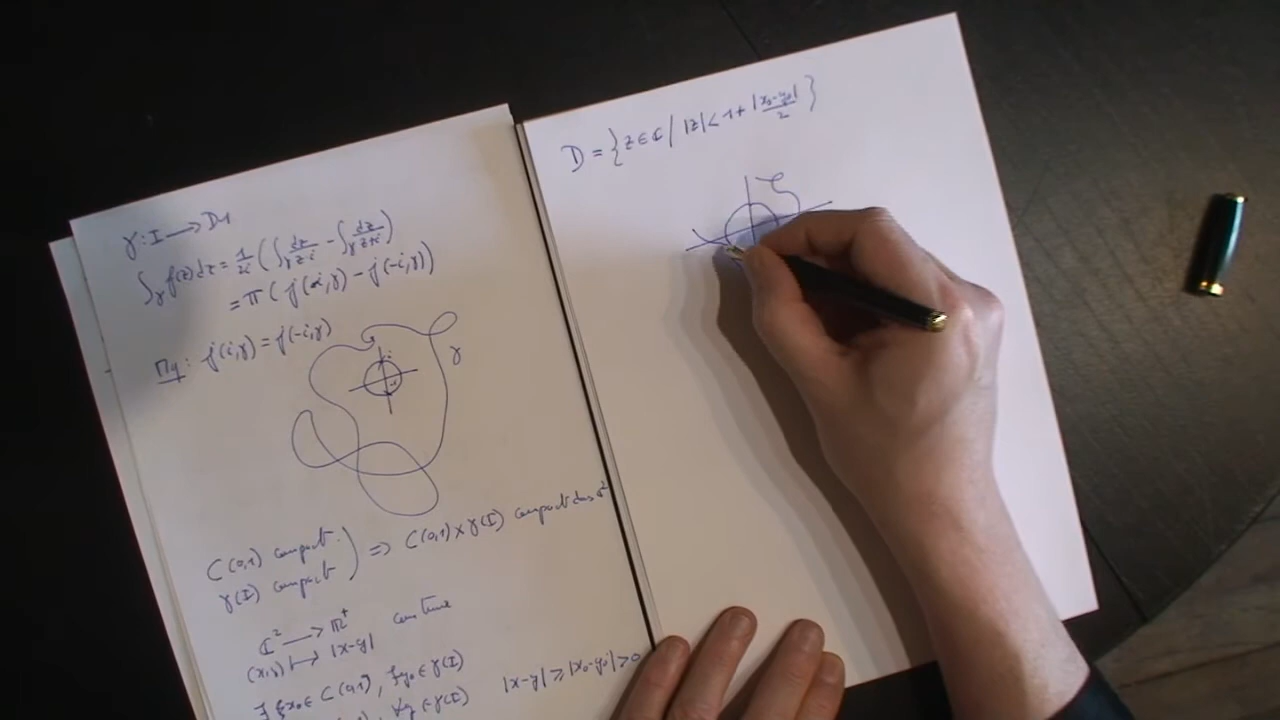 γ : I → D1
∫γ f(z)dz = 1/2i ( ∫γ dz/z-i - ∫γ dz/z+i )
= π ( j(i,γ) - j(-i,γ) )
Mq : j(i,γ) = j(-i,γ)
i
γ
-i
C(0,1) compact
γ(I) compact
⇒ C(0,1) × γ(I) compact dans ℂ²
ℂ² → ℝ⁺ continue
(x,y) ↦ |x-y|
∃ x₀ ∈ C(0,1), ∃ y₀ ∈ γ(I)
∀y ∈ γ(I) |x-y| ≥ |x₀-y₀| > 0
D = { z ∈ ℂ / |z| < 1 + |x₀-y₀|/2 }